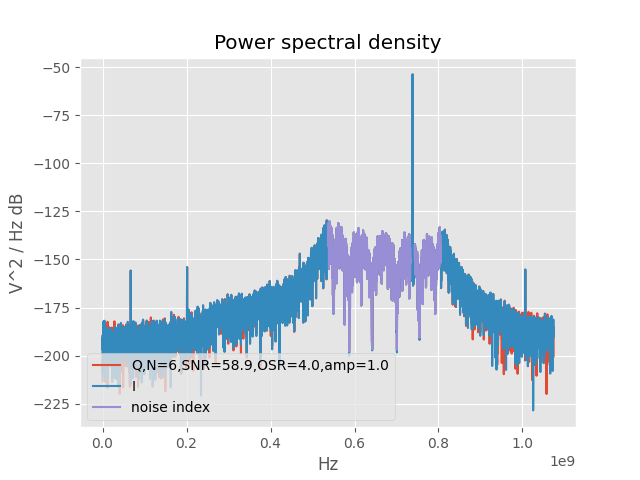 Power spectral density
V^2 / Hz dB
−50
−75
−100
−125
−150
−175
−200
−225
Q,N=6,SNR=58.9,OSR=4.0,amp=1.0
I
noise index
0.0 0.2 0.4 0.6 0.8 1.0
1e9
Hz